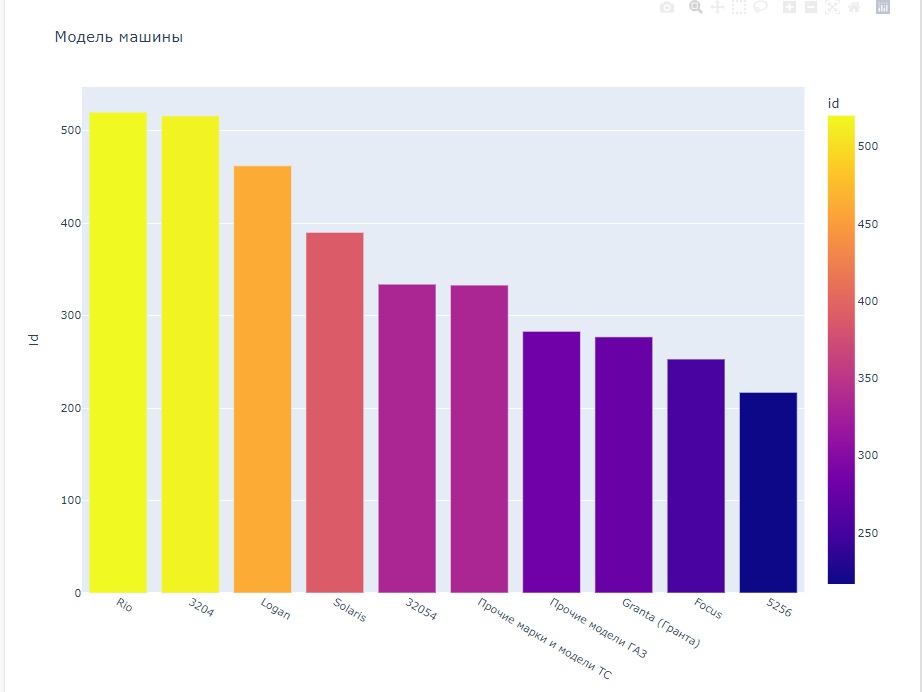 Модель машины
id
500
400
300
200
100
0
Id
500
450
400
350
300
250
Rio
3204
Logan
Solaris
32054
Прочие марки и модели ТС
Прочие модели ГАЗ
Granta (Гранта)
Focus
5256